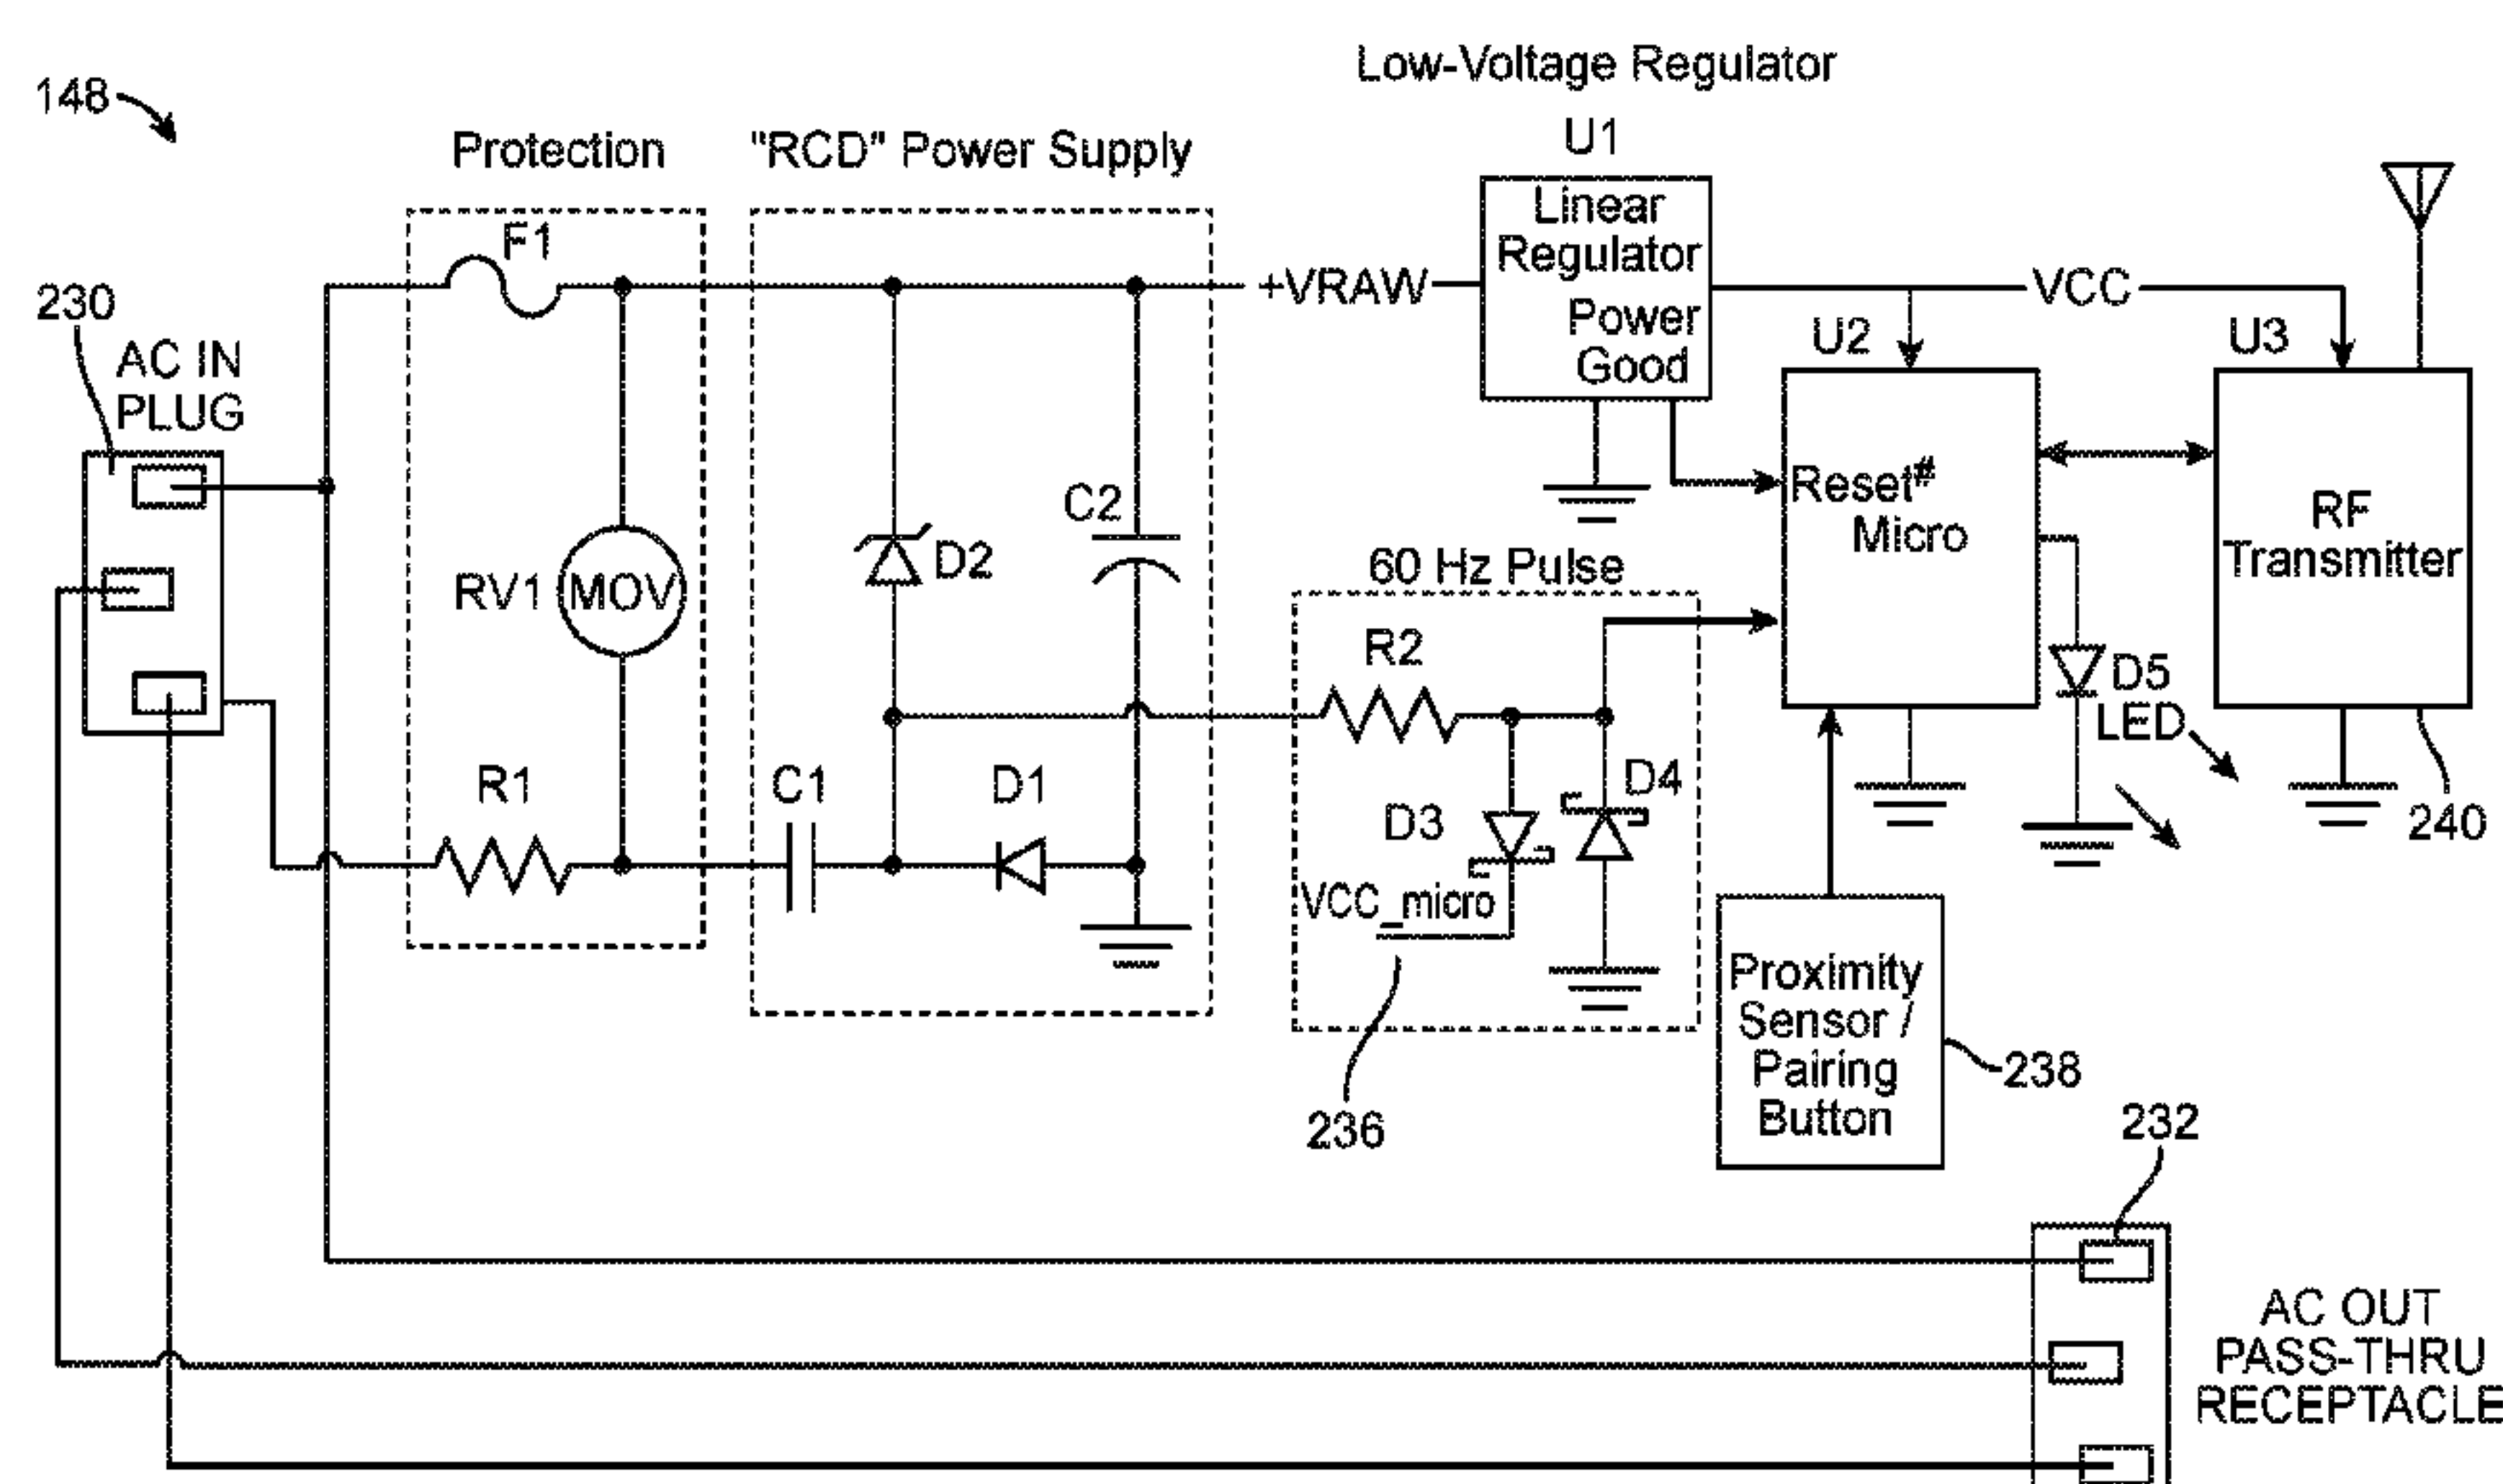 Low-Voltage Regulator
U1
148
Protection
"RCD" Power Supply
Linear
Regulator
Power
Good
F1
+VRAW
VCC
230
AC IN
PLUG
U2
U3
C2
Reset#
Micro
RF
Transmitter
D2
RV1
MOV
60 Hz Pulse
R2
D5
LED
R1
C1
D1
D3
D4
240
VCC_micro
Proximity
Sensor /
Pairing
Button
236
238
232
AC OUT
PASS-THRU
RECEPTACLE